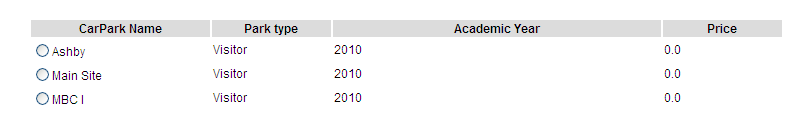 CarPark Name Park type Academic Year Price
Ashby Visitor 2010 0.0
Main Site Visitor 2010 0.0
MBC I Visitor 2010 0.0